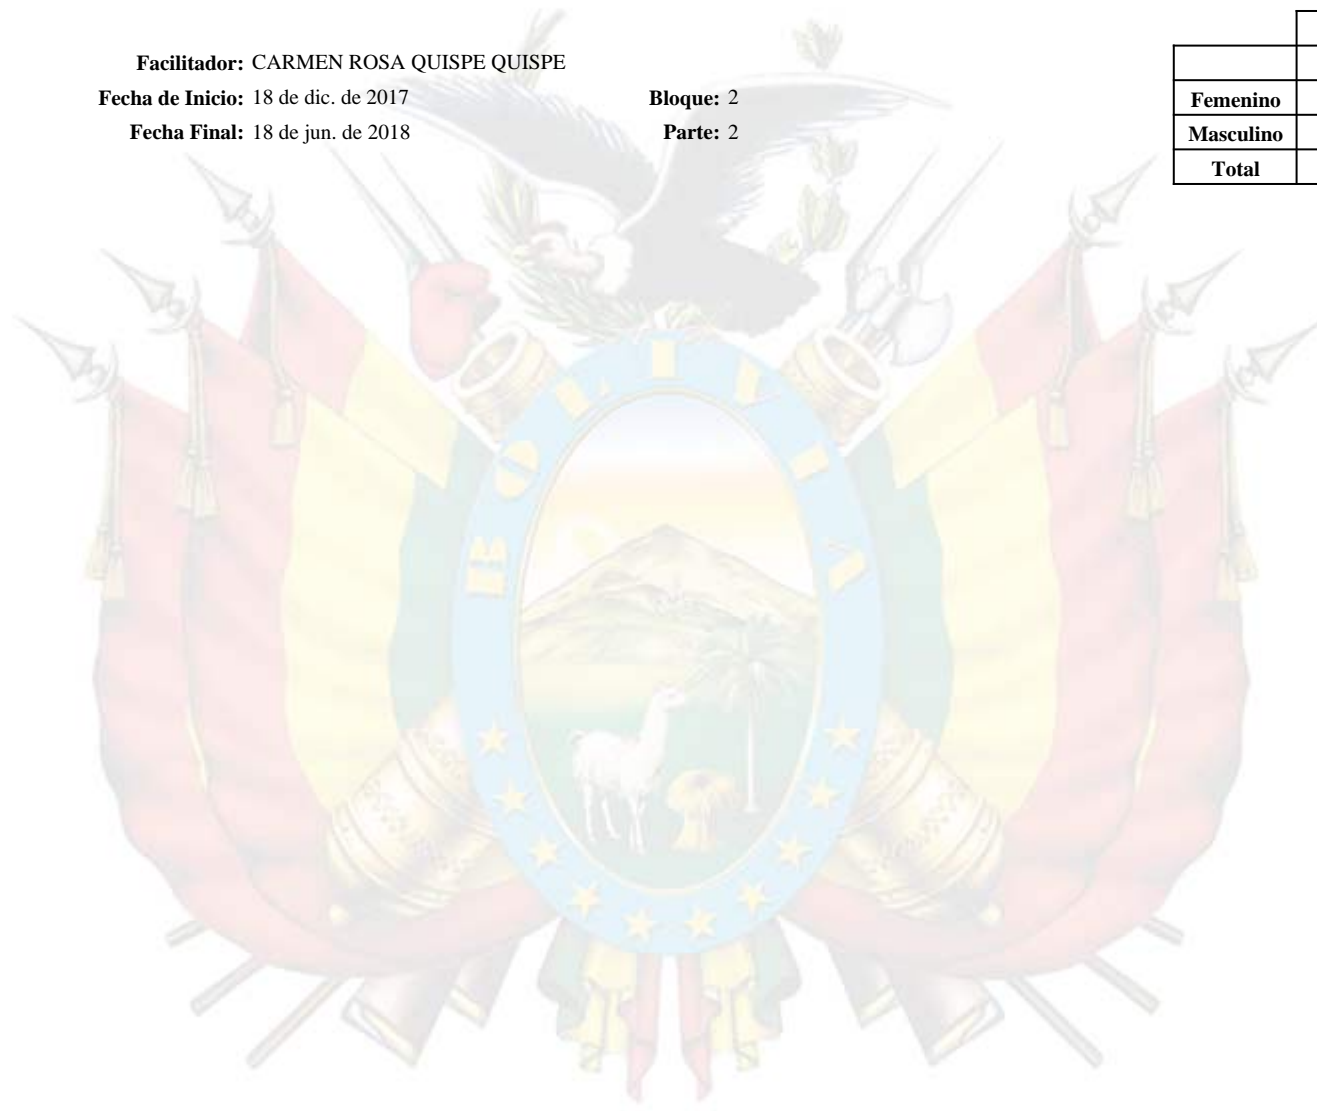 Facilitador: CARMEN ROSA QUISPE QUISPE
Fecha de Inicio: 18 de dic. de 2017 Bloque: 2
Fecha Final: 18 de jun. de 2018 Parte: 2
Femenino
Masculino
Total
BOLIVIA